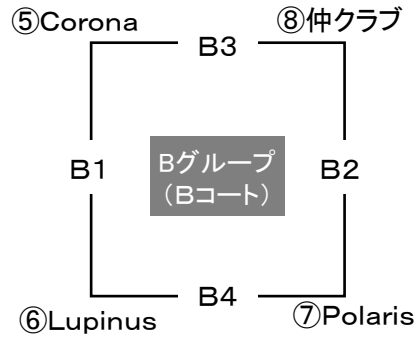 ⑤Corona
⑧仲クラブ
B3
B1
Bグループ
（Bコート）
B2
B4
⑥Lupinus
⑦Polaris